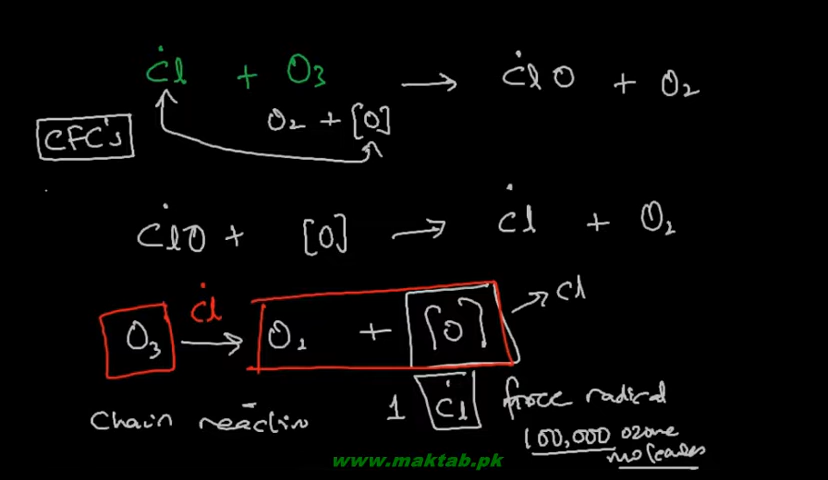 Ċl + O₃ → ĊlO + O₂
O₂ + [O]
CFC's
ĊlO + [O] → Ċl + O₂
O₃ Ċl → O₂ + [O] → Cl
Chain reaction 1 Ċl free radical
100,000 ozone
molecules
www.maktab.pk